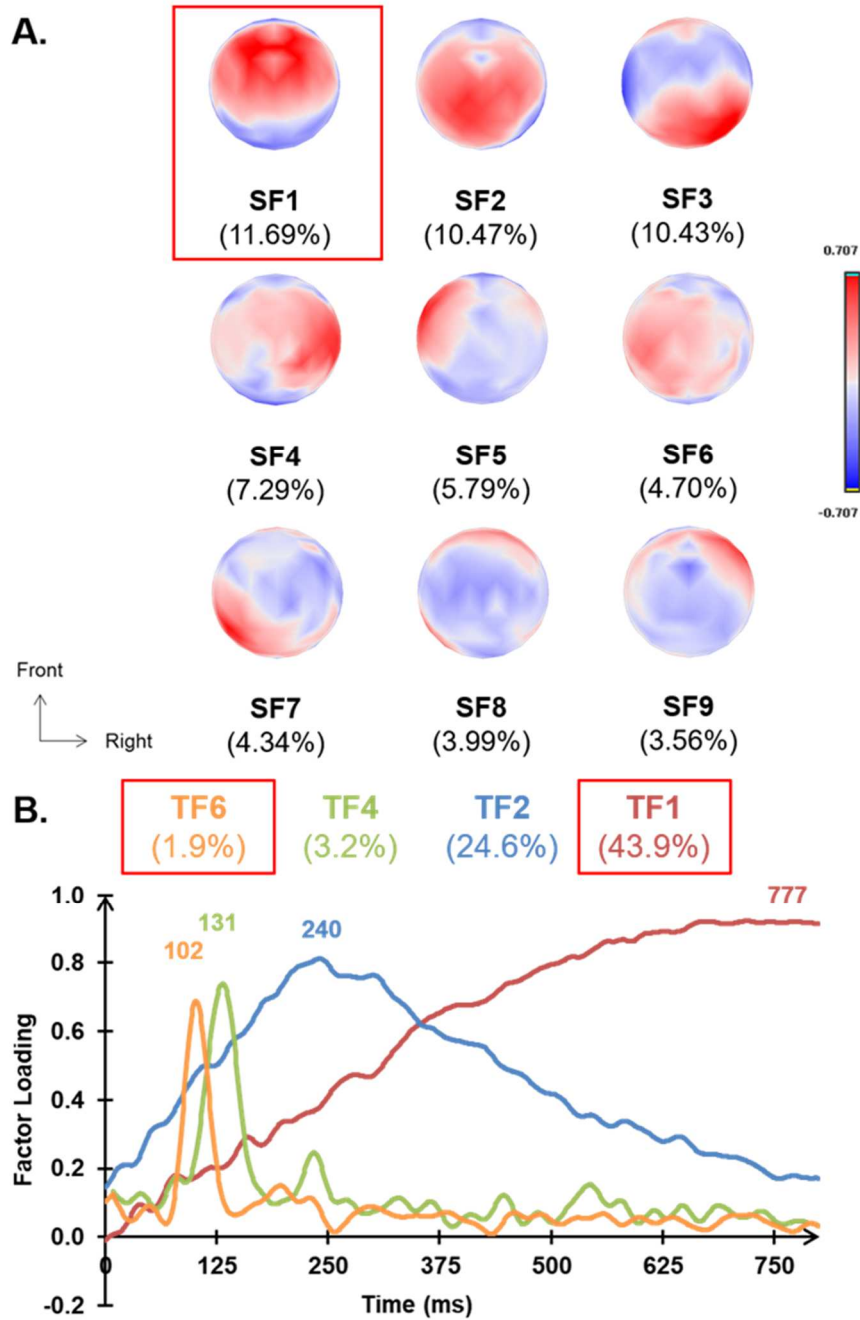 A.
SF1 SF2 SF3
(11.69%) (10.47%) (10.43%)
0.707
SF4 SF5 SF6
(7.29%) (5.79%) (4.70%)
-0.707
Front
Right
SF7 SF8 SF9
(4.34%) (3.99%) (3.56%)
B. TF6 TF4 TF2 TF1
(1.9%) (3.2%) (24.6%) (43.9%)
1.0
777
131
240
102
0.8
0.6
0.4
0.2
0.0
-0.2
Factor Loading
0 125 250 375 500 625 750
Time (ms)